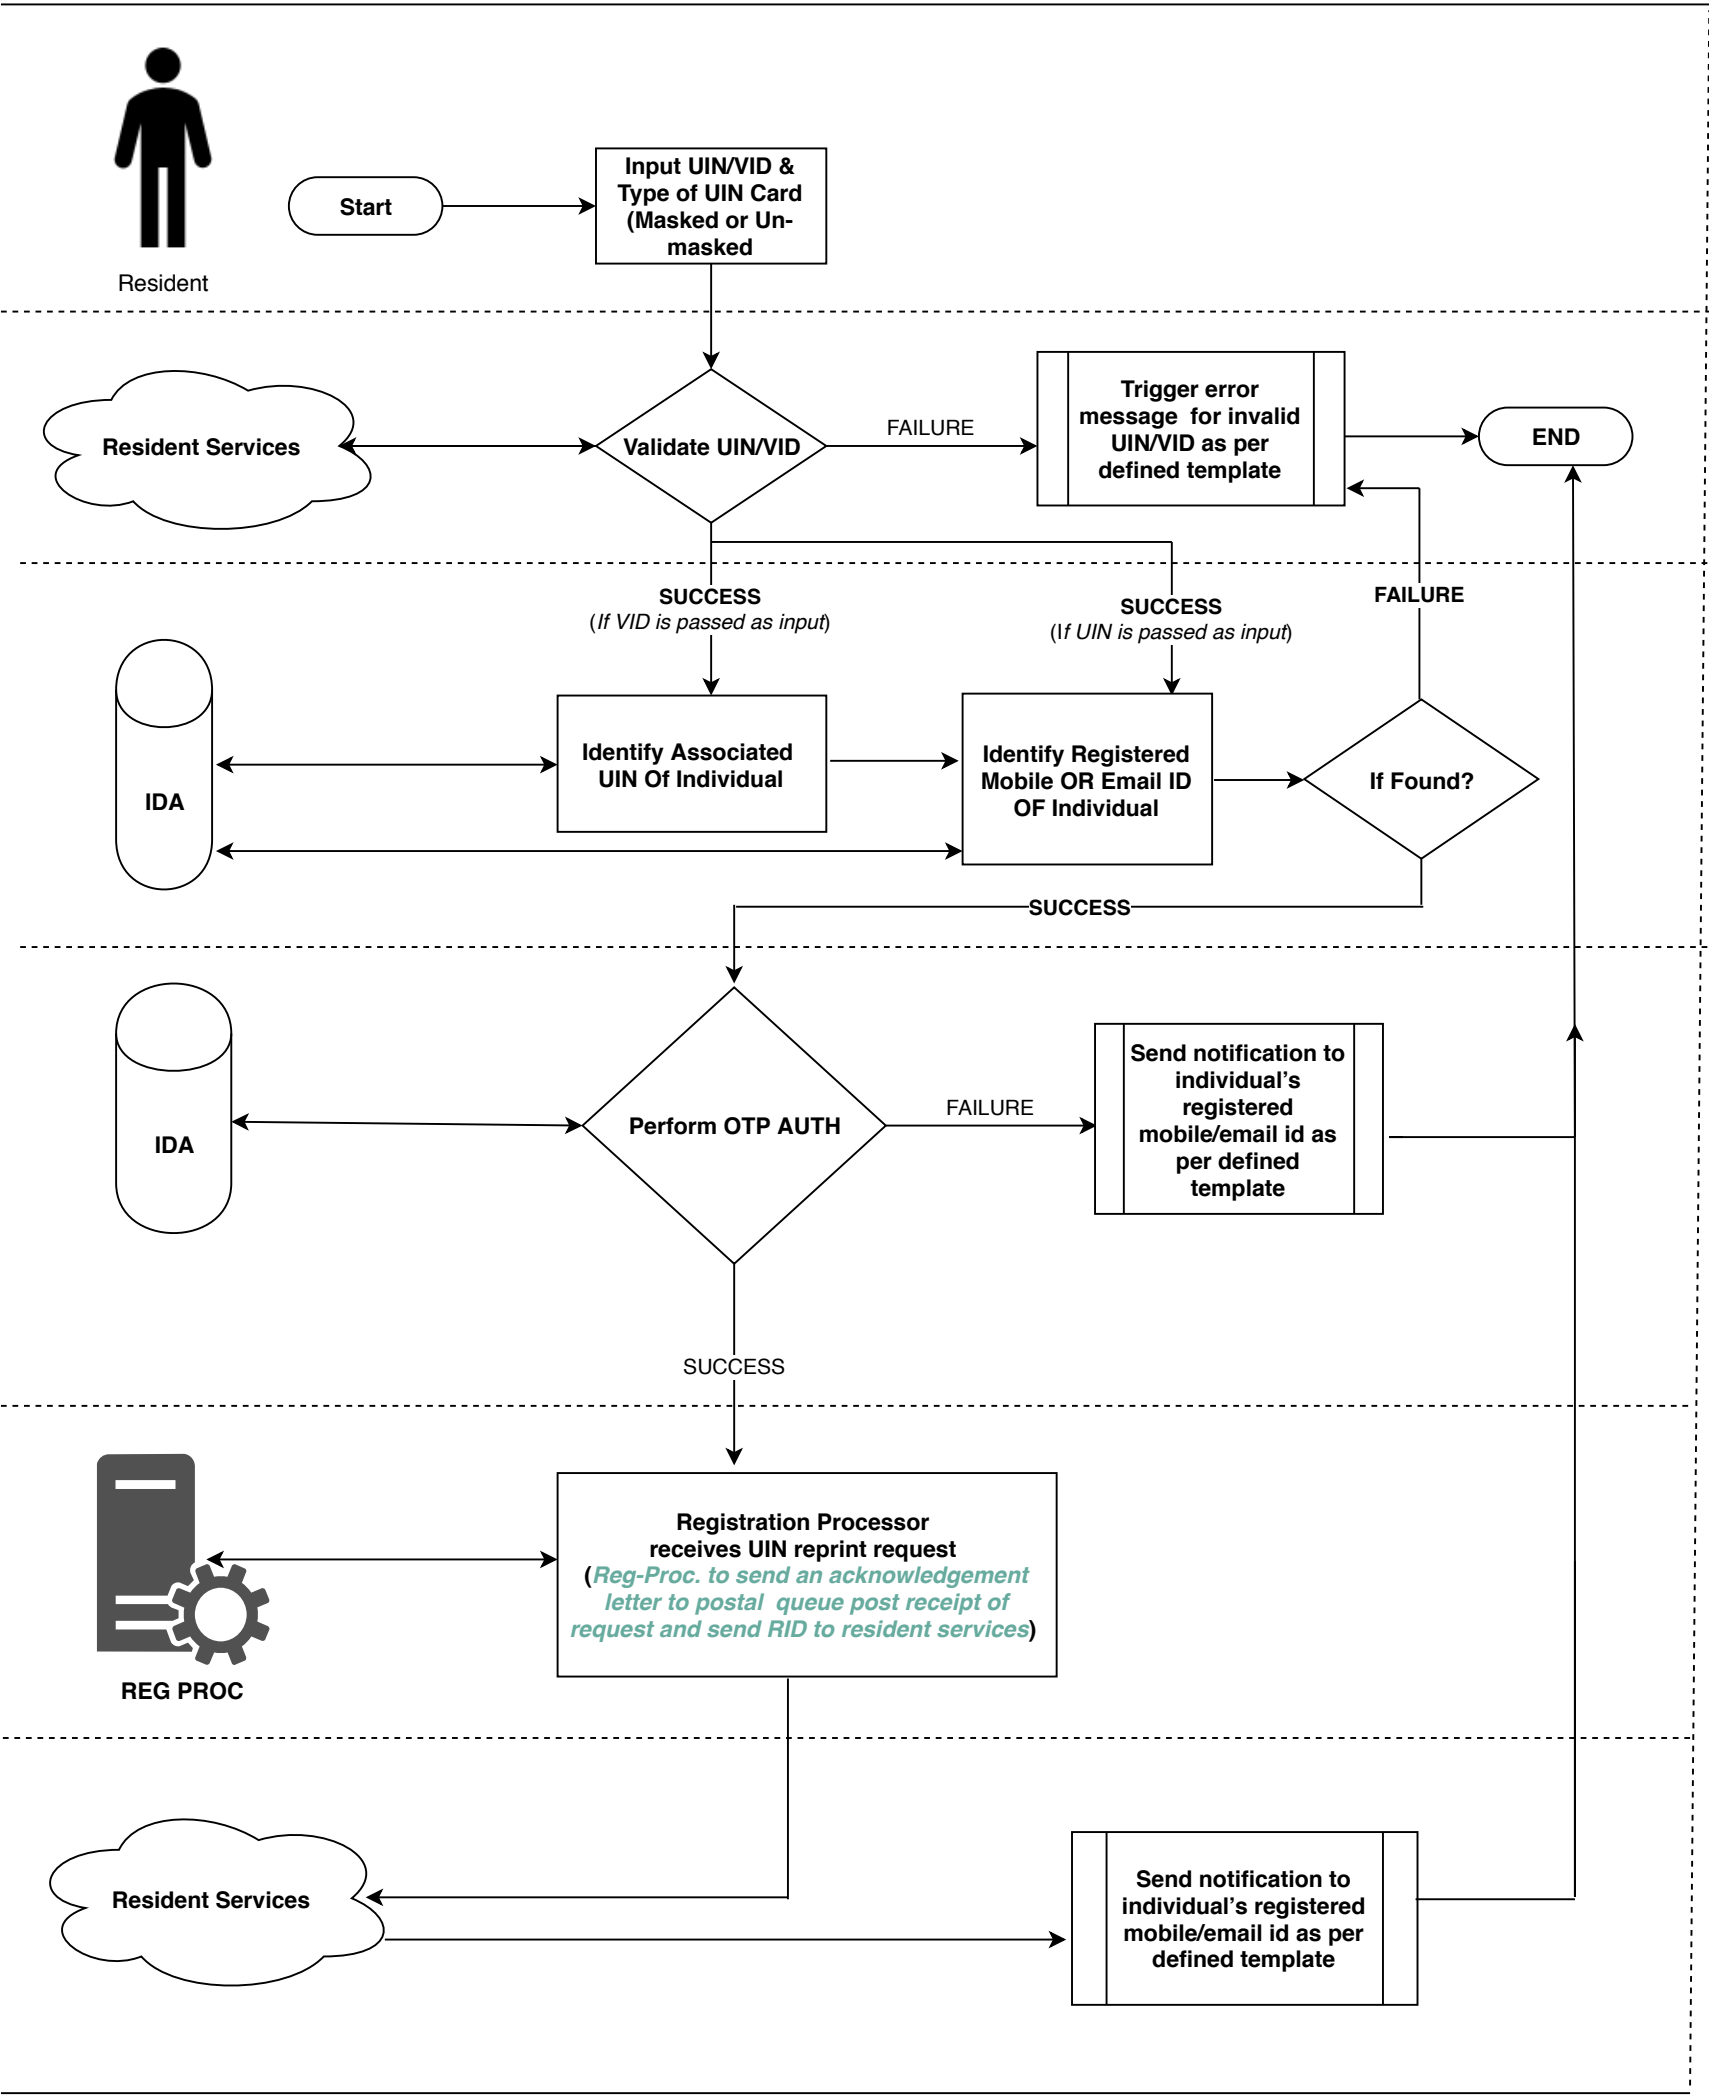 Resident
Start
Input UIN/VID &
Type of UIN Card
(Masked or Un-
masked
Resident Services
Validate UIN/VID
FAILURE
Trigger error
message  for invalid
UIN/VID as per
defined template
END
SUCCESS
(If VID is passed as input)
SUCCESS
(If UIN is passed as input)
FAILURE
IDA
Identify Associated
UIN Of Individual
Identify Registered
Mobile OR Email ID
OF Individual
If Found?
SUCCESS
IDA
Perform OTP AUTH
FAILURE
Send notification to
individual's
registered
mobile/email id as
per defined
template
SUCCESS
REG PROC
Registration Processor
receives UIN reprint request
(Reg-Proc. to send an acknowledgement
letter to postal  queue post receipt of
request and send RID to resident services)
Resident Services
Send notification to
individual's registered
mobile/email id as per
defined template